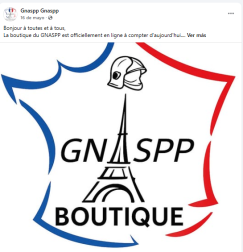 Gnaspp Gnaspp
16 de mayo ·
Bonjour à toutes et à tous,
La boutique du GNASPP est officiellement en ligne à compter d'aujourd'hui... Ver más
GNASPP
BOUTIQUE